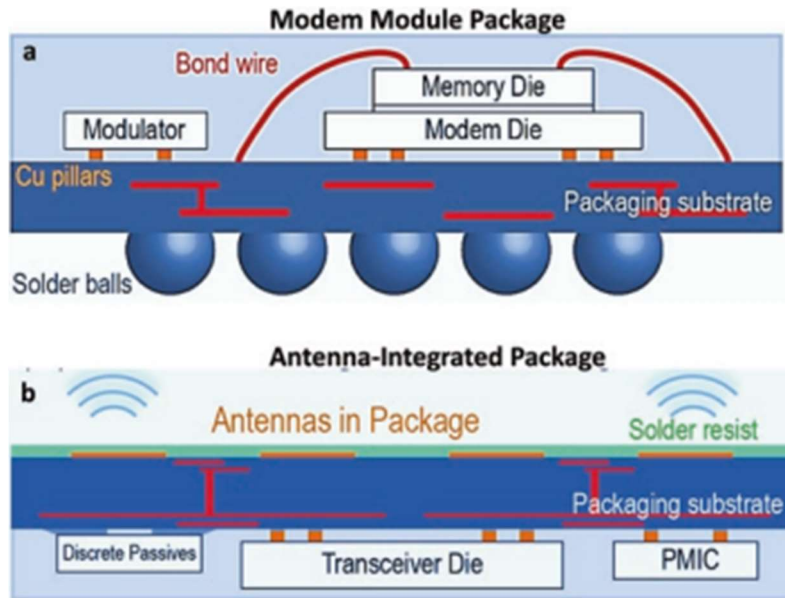 Modem Module Package
a
Bond wire
Memory Die
Modulator
Modem Die
Cu pillars
Packaging substrate
Solder balls
Antenna-Integrated Package
b
Antennas in Package
Solder resist
Packaging substrate
Discrete Passives
Transceiver Die
PMIC